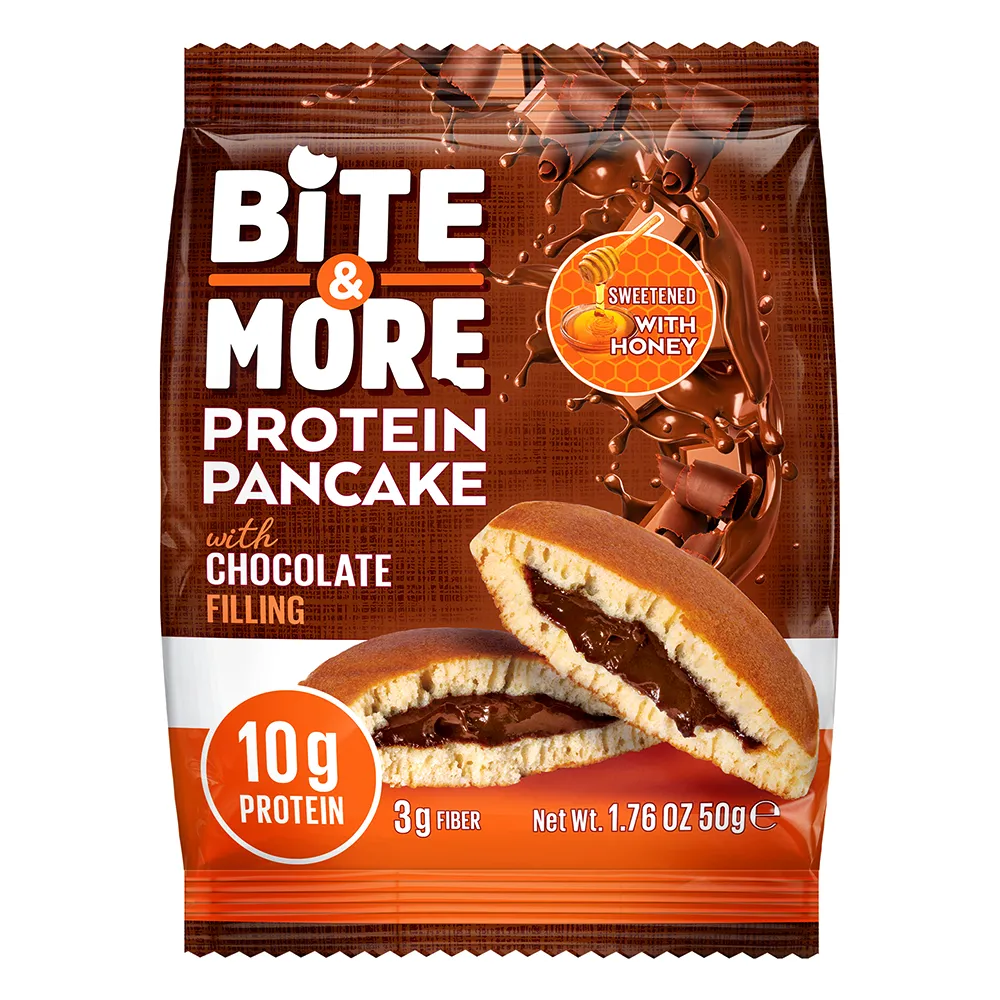 BiTE
&
MORE
PROTEIN
PANCAKE
with
CHOCOLATE
FILLING
SWEETENED
WITH
HONEY
10g
PROTEIN
3g FIBER
Net Wt. 1.76 OZ 50g℮